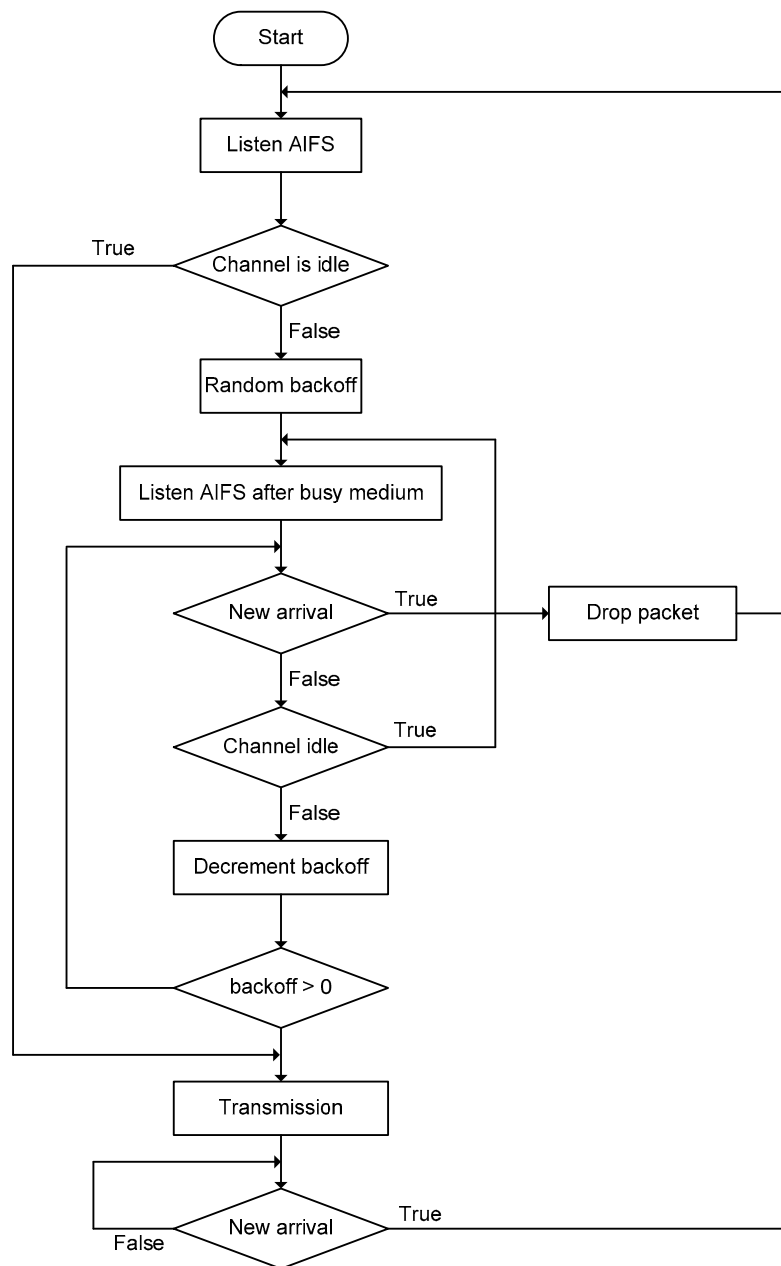 Start
Listen AIFS
True
Channel is idle
False
Random backoff
Listen AIFS after busy medium
New arrival
True
Drop packet
False
Channel idle
True
False
Decrement backoff
backoff > 0
Transmission
New arrival
True
False